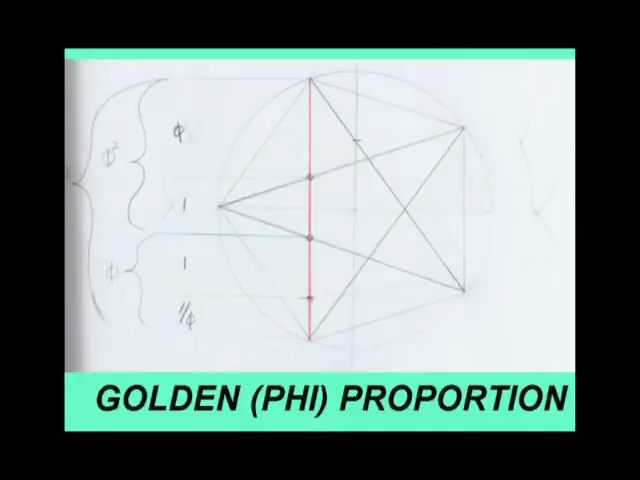 φ
φ²
1
φ
1
1/φ
GOLDEN (PHI) PROPORTION